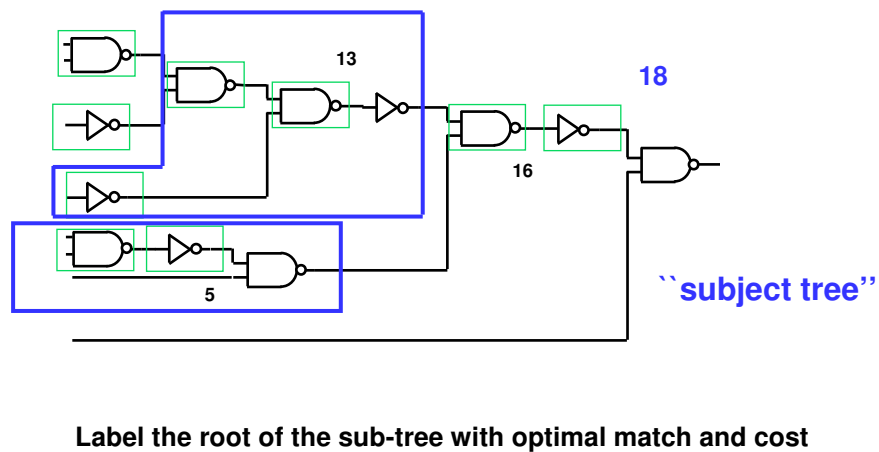 13
18
16
5
``subject tree’’
Label the root of the sub-tree with optimal match and cost